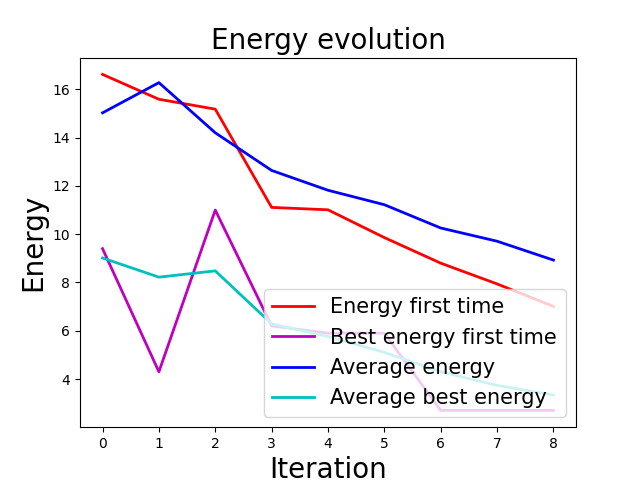 Energy evolution
Energy
16
14
12
10
8
6
4
Energy first time
Best energy first time
Average energy
Average best energy
0 1 2 3 4 5 6 7 8
Iteration